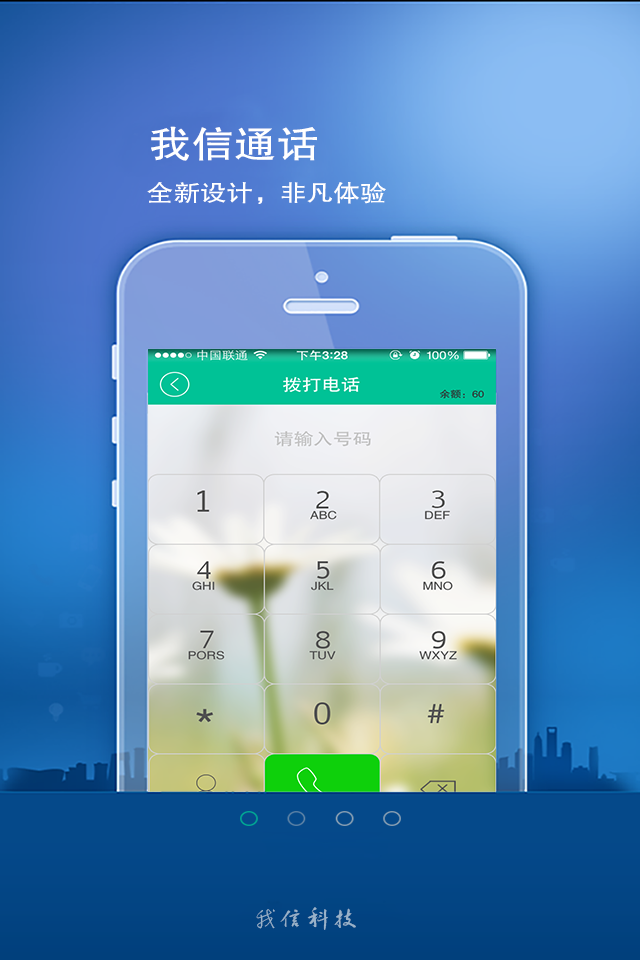 我信通话
全新设计，非凡体验
中国联通 下午3:28 100%
拨打电话
余额：60
请输入号码
1 2 3
ABC DEF
4 5 6
GHI JKL MNO
7 8 9
PORS TUV WXYZ
* 0 #
我信科技